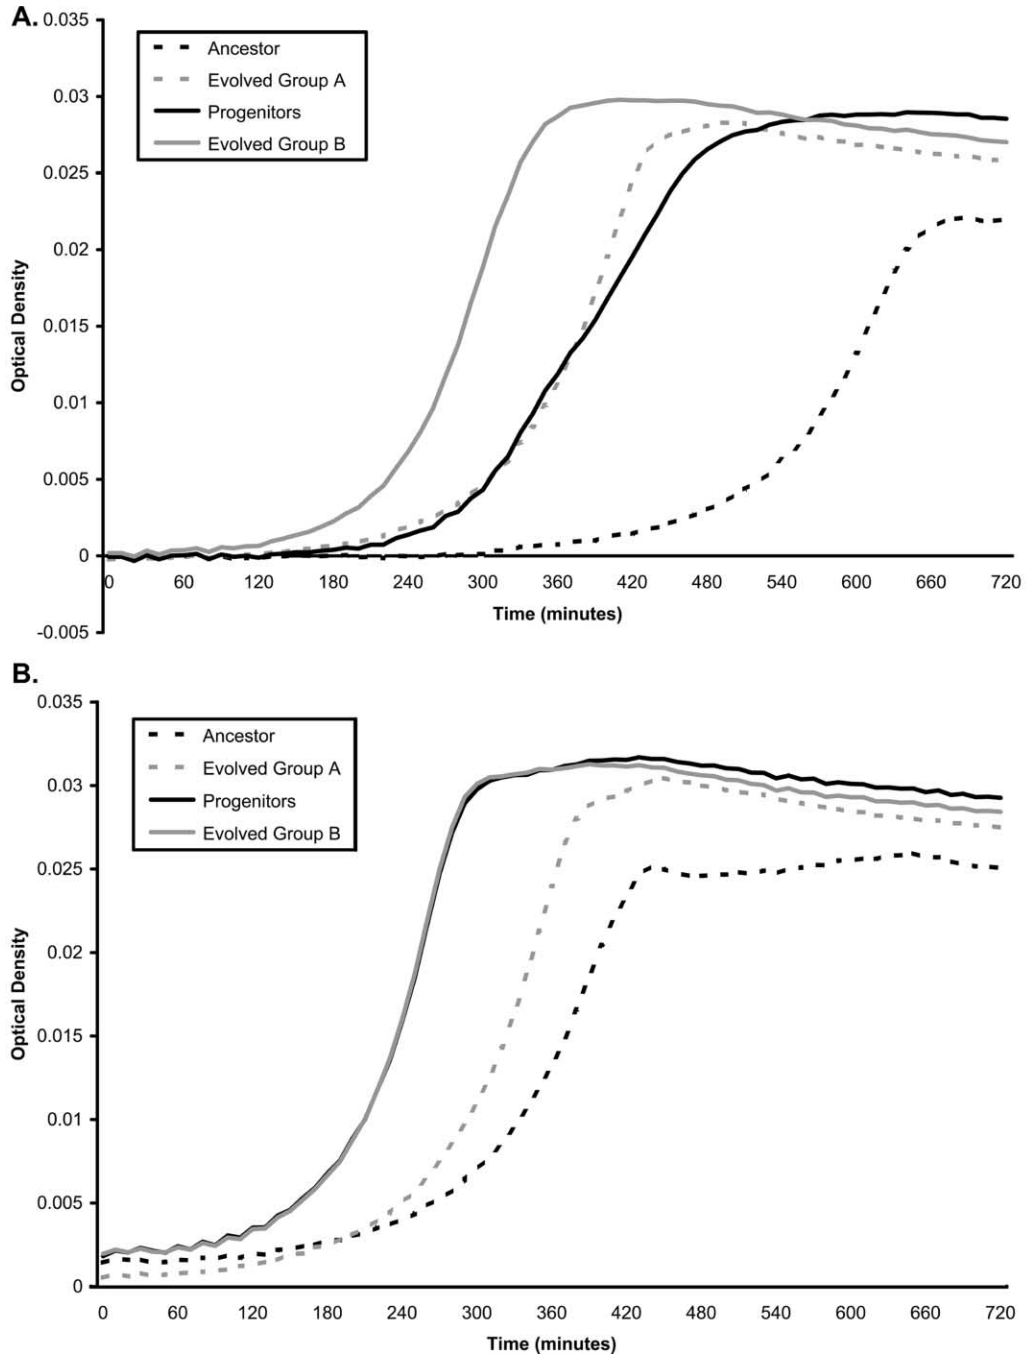 A.
0.035
Ancestor
Evolved Group A
Progenitors
Evolved Group B
0.03
0.025
0.02
0.015
0.01
0.005
0
-0.005
Optical Density
0 60 120 180 240 300 360 420 480 540 600 660 720
Time (minutes)
B.
0.035
Ancestor
Evolved Group A
Progenitors
Evolved Group B
0.03
0.025
0.02
0.015
0.01
0.005
0
Optical Density
0 60 120 180 240 300 360 420 480 540 600 660 720
Time (minutes)